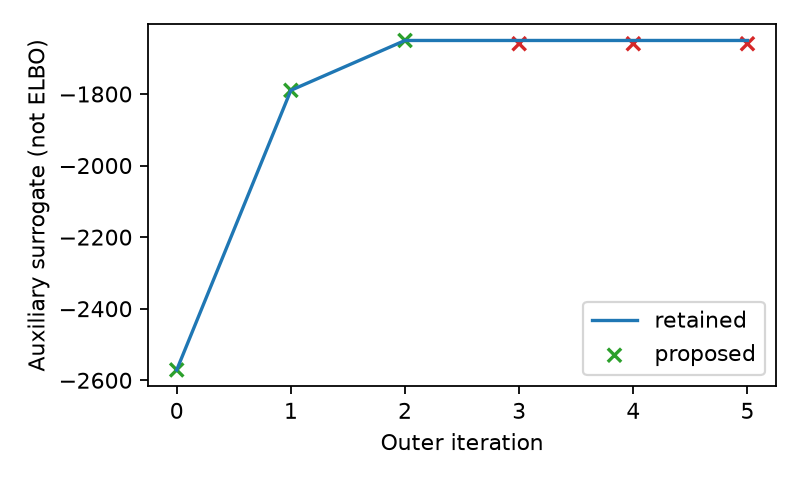 Auxiliary surrogate (not ELBO)
−1800
−2000
−2200
−2400
−2600
0 1 2 3 4 5
Outer iteration
retained
proposed